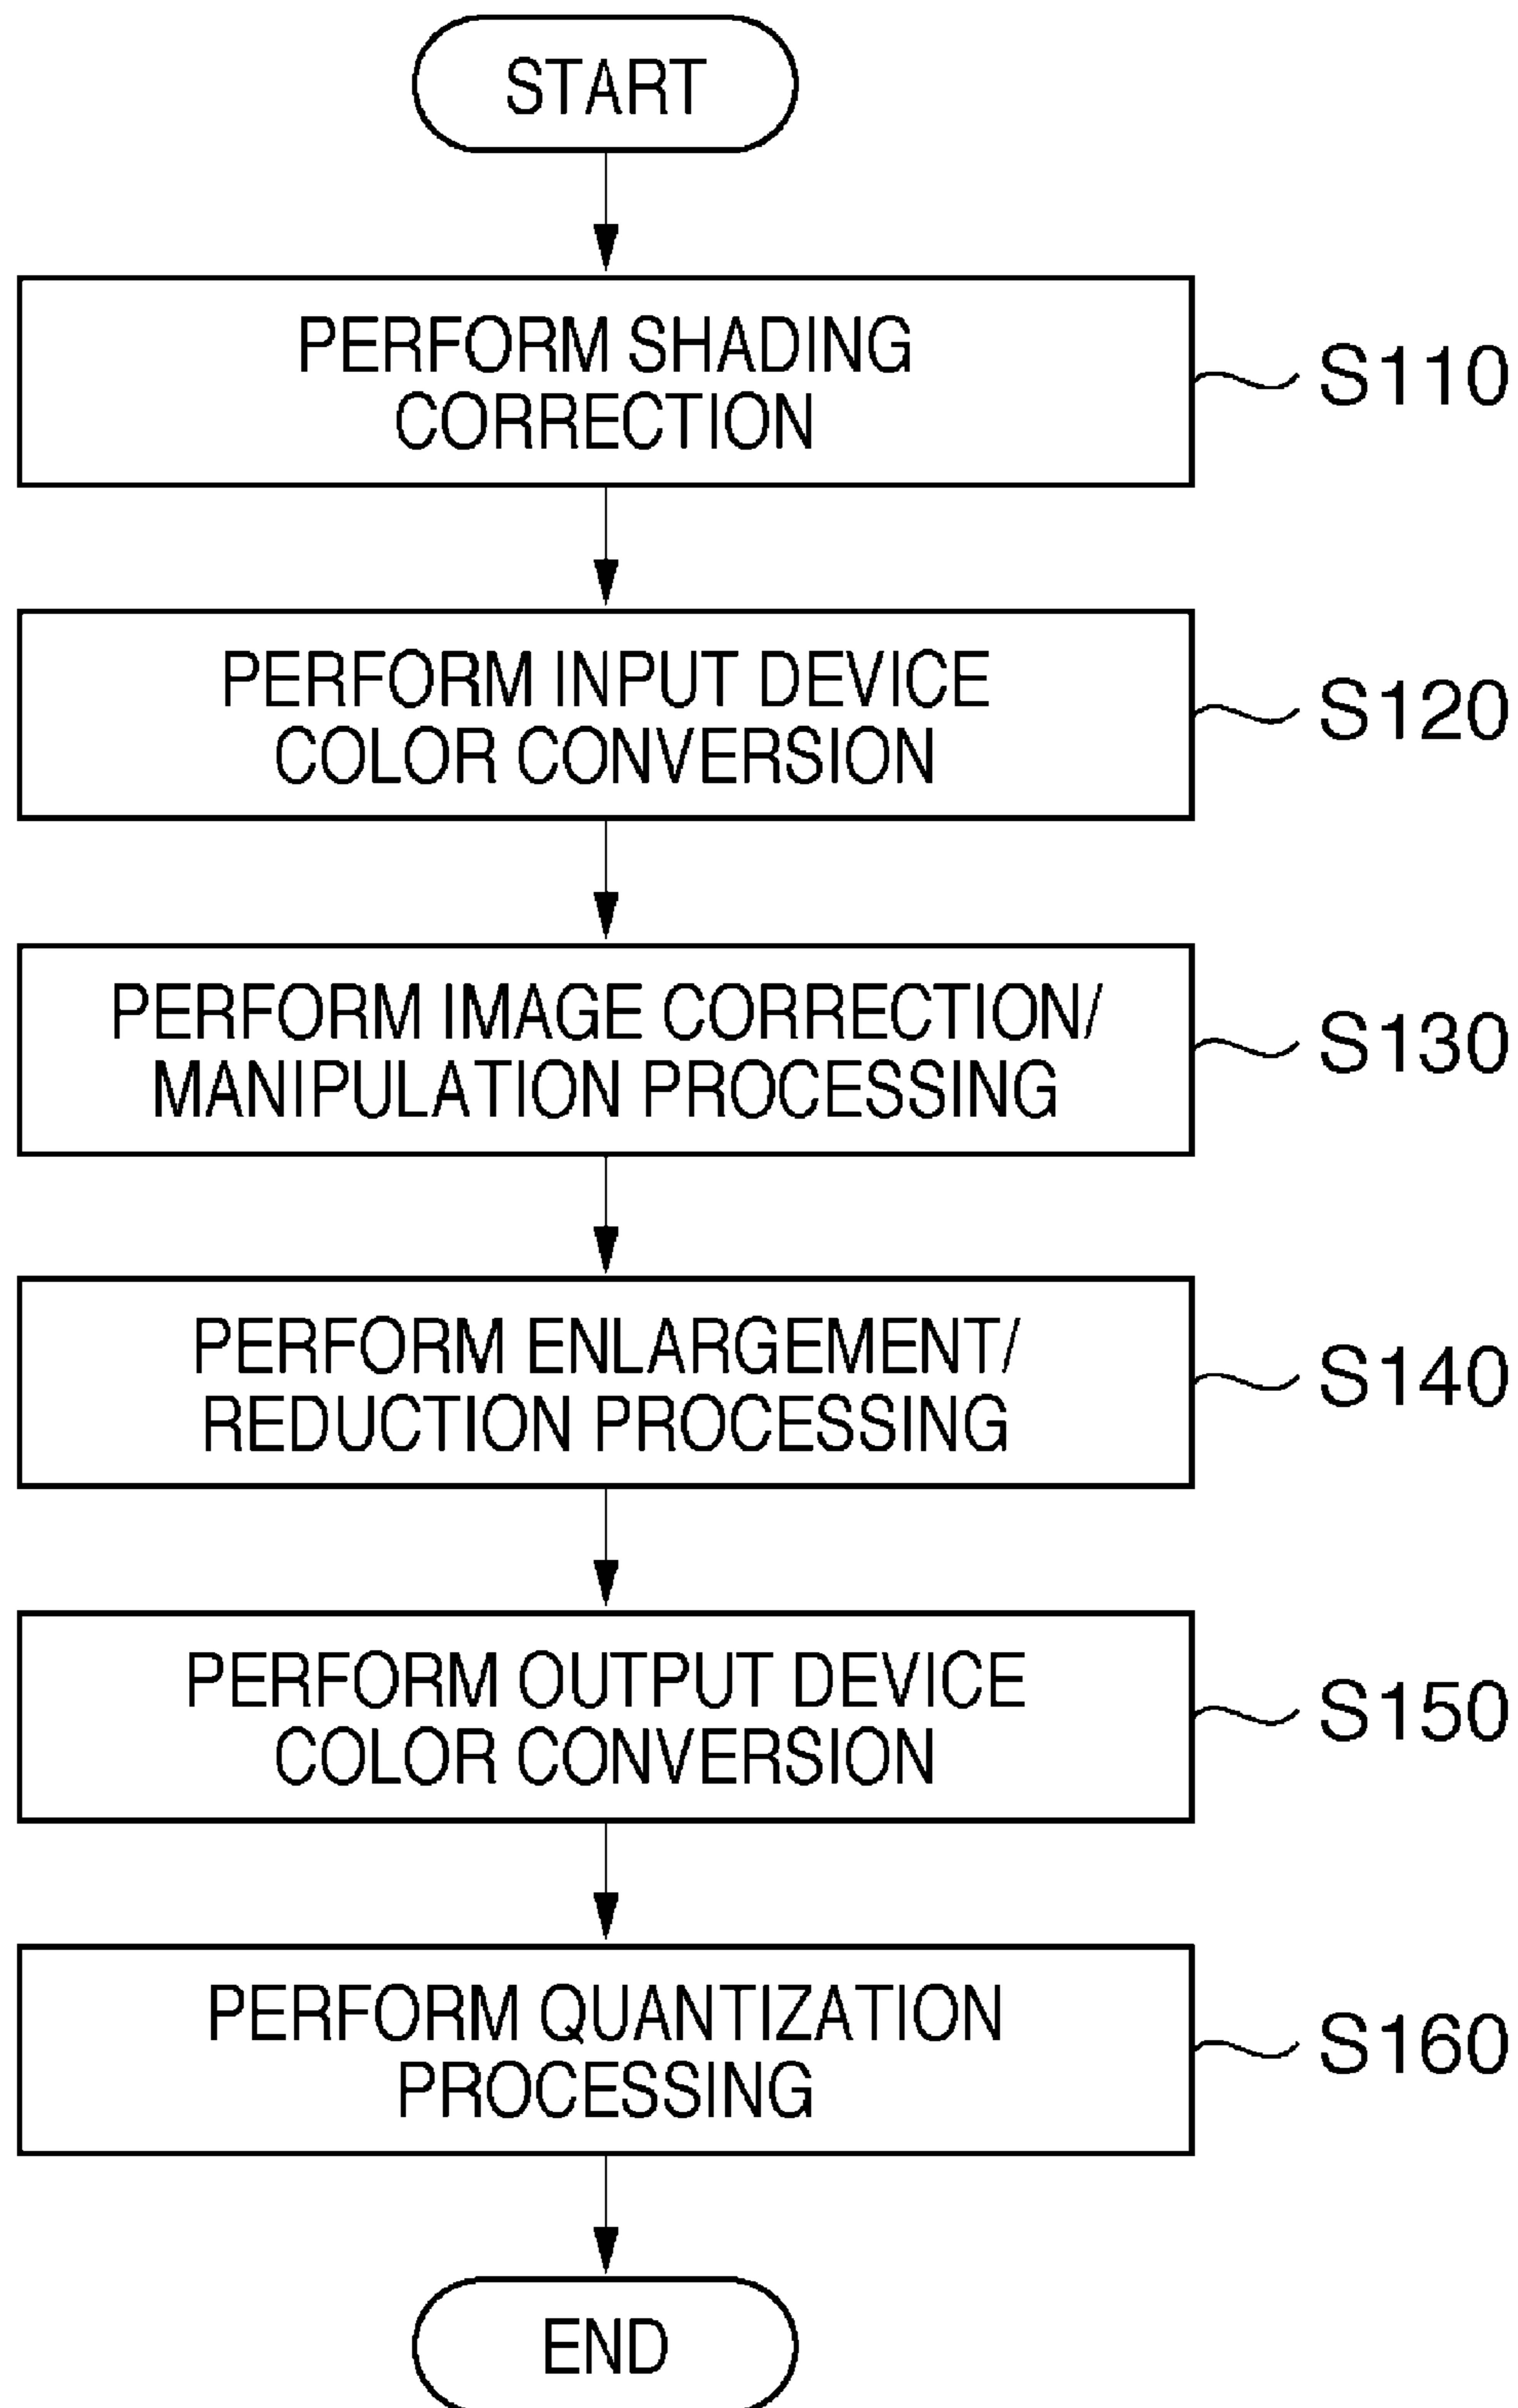 START
PERFORM SHADING
CORRECTION
S110
PERFORM INPUT DEVICE
COLOR CONVERSION
S120
PERFORM IMAGE CORRECTION/
MANIPULATION PROCESSING
S130
PERFORM ENLARGEMENT/
REDUCTION PROCESSING
S140
PERFORM OUTPUT DEVICE
COLOR CONVERSION
S150
PERFORM QUANTIZATION
PROCESSING
S160
END